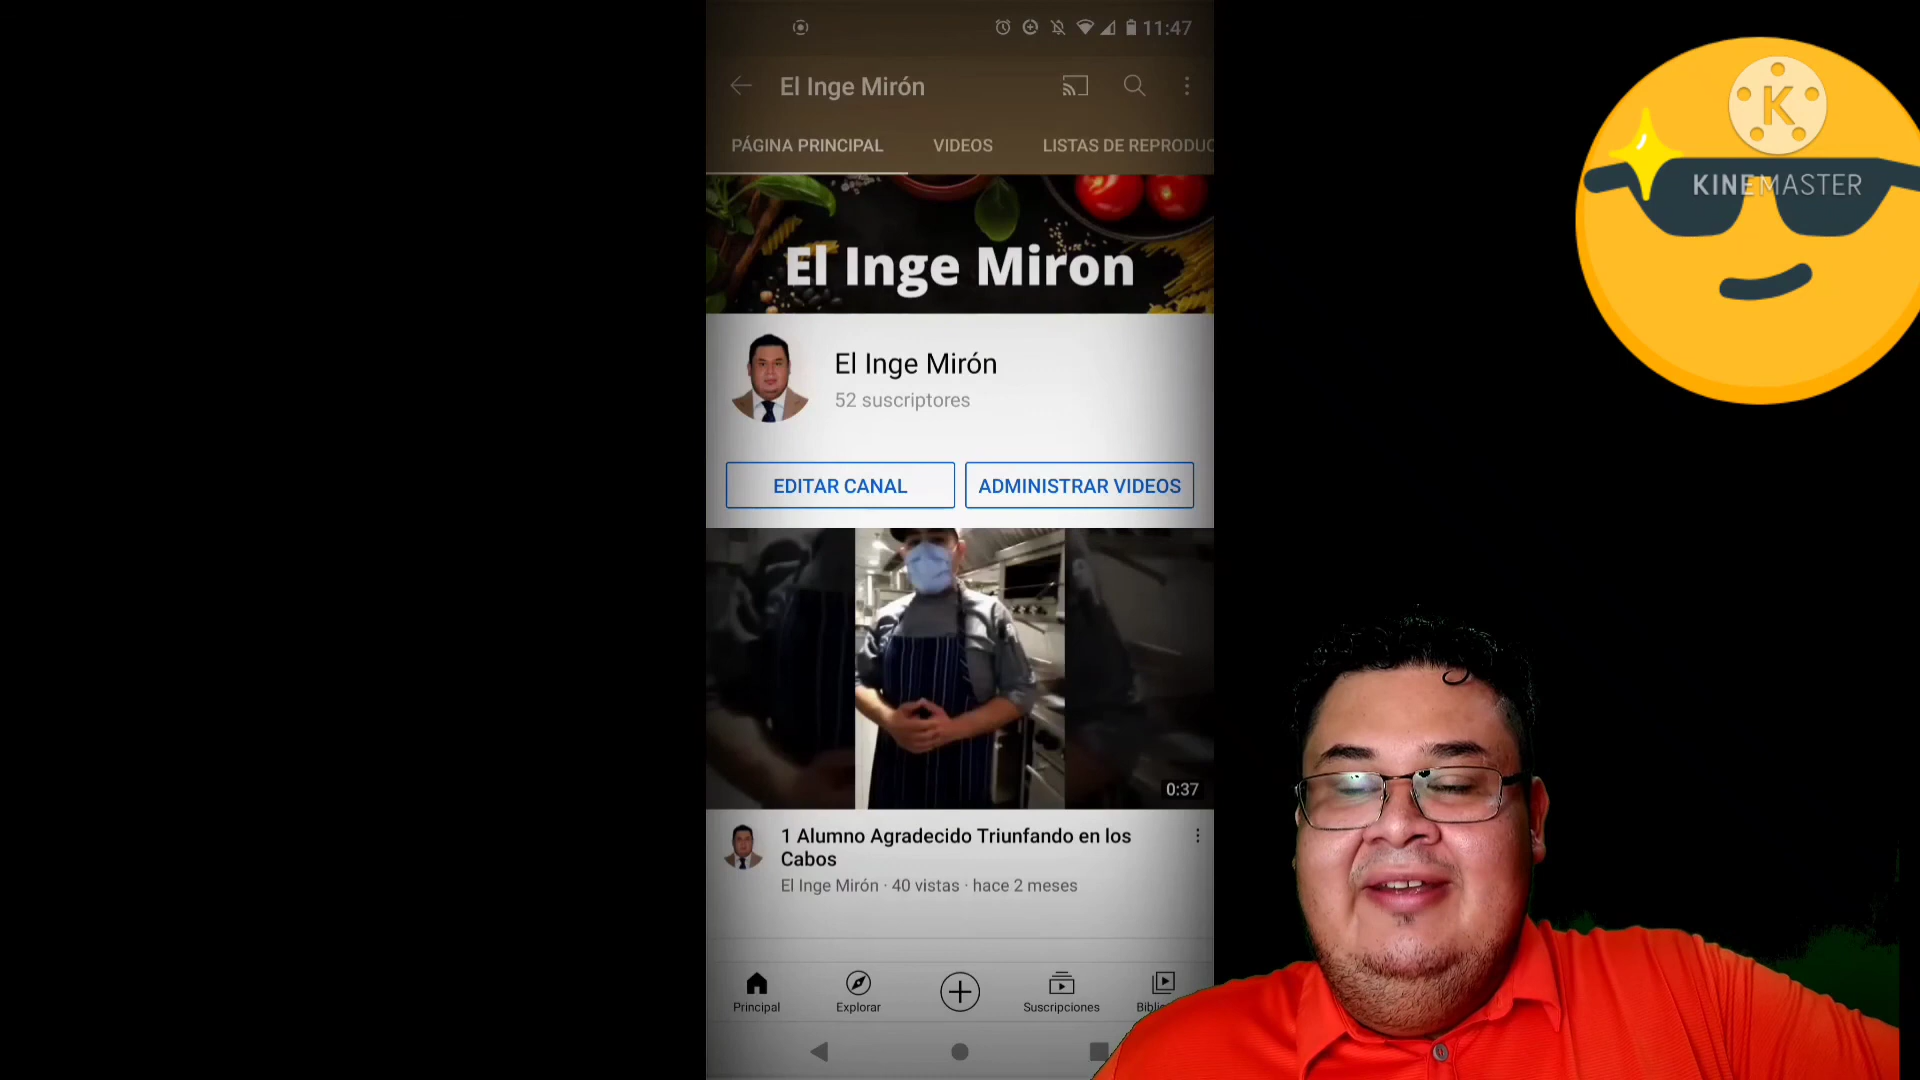 11:47
El Inge Mirón
PÁGINA PRINCIPAL VIDEOS LISTAS DE REPRODUC
K
KINEMASTER
El Inge Miron
El Inge Mirón
52 suscriptores
EDITAR CANAL ADMINISTRAR VIDEOS
0:37
1 Alumno Agradecido Triunfando en los
Cabos
El Inge Mirón · 40 vistas · hace 2 meses
Principal Explorar Suscripciones